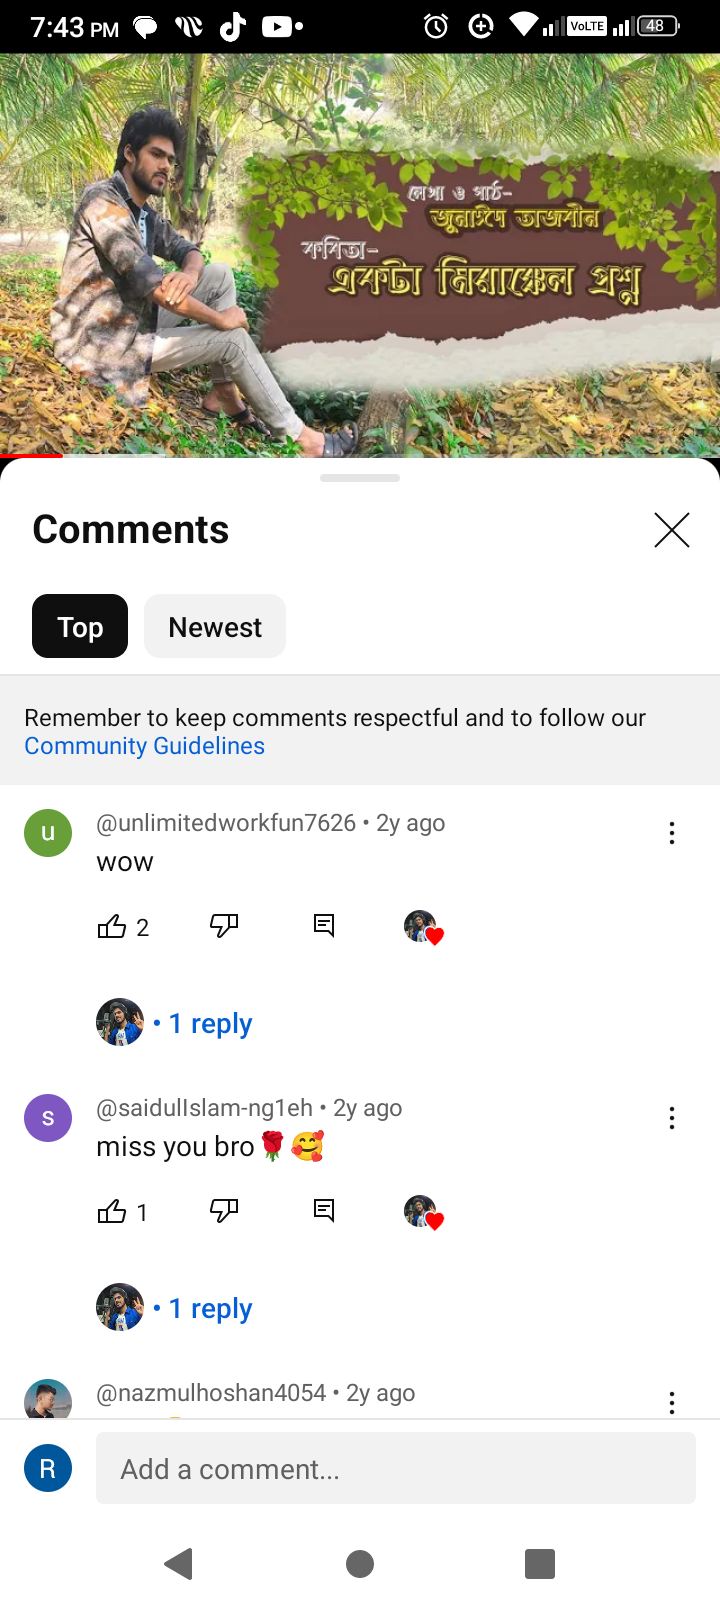 7:43 PM
VoLTE
48
লেখা ও পাঠ-
জুনাঈদ তাজবীন
কবিতা-
একটা মিরাক্কেল প্রশ্ন
Comments
Top
Newest
Remember to keep comments respectful and to follow our
Community Guidelines
u
@unlimitedworkfun7626 • 2y ago
wow
2
• 1 reply
s
@saidulIslam-ng1eh • 2y ago
miss you bro🌹🥰
1
• 1 reply
@nazmulhoshan4054 • 2y ago
R
Add a comment...